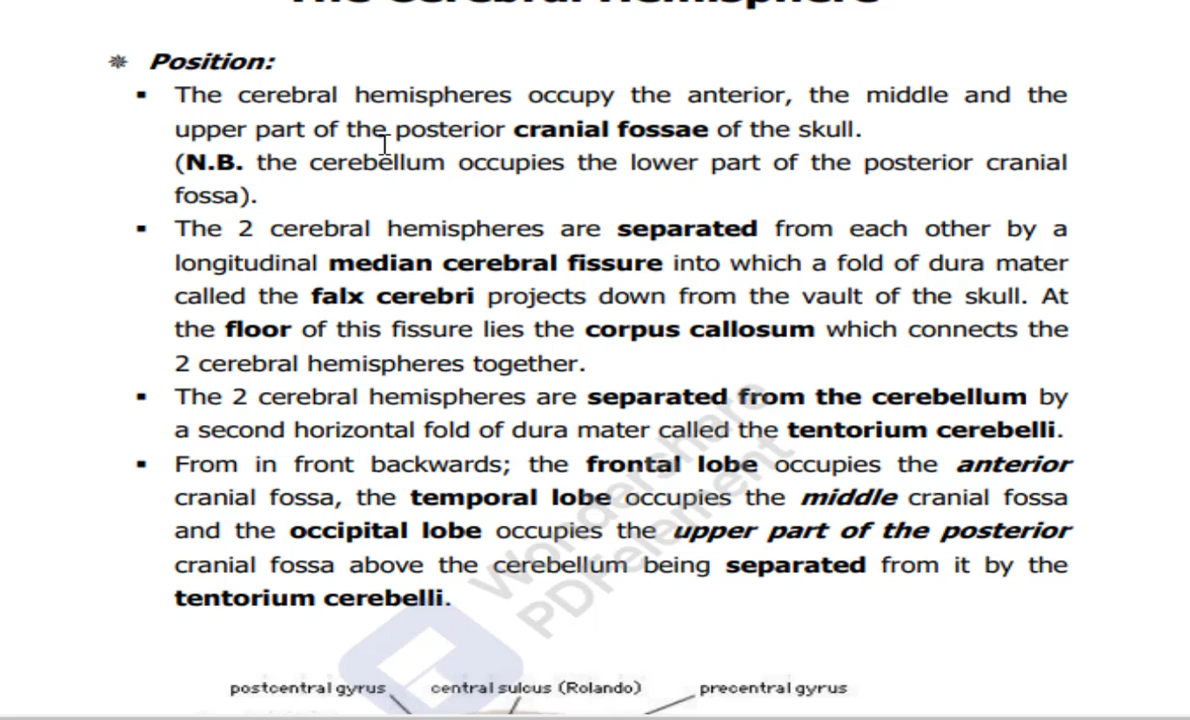 The Cerebral Hemisphere
Position:
The cerebral hemispheres occupy the anterior, the middle and the
upper part of the posterior cranial fossae of the skull.
(N.B. the cerebellum occupies the lower part of the posterior cranial
fossa).
The 2 cerebral hemispheres are separated from each other by a
longitudinal median cerebral fissure into which a fold of dura mater
called the falx cerebri projects down from the vault of the skull. At
the floor of this fissure lies the corpus callosum which connects the
2 cerebral hemispheres together.
The 2 cerebral hemispheres are separated from the cerebellum by
a second horizontal fold of dura mater called the tentorium cerebelli.
From in front backwards; the frontal lobe occupies the anterior
cranial fossa, the temporal lobe occupies the middle cranial fossa
and the occipital lobe occupies the upper part of the posterior
cranial fossa above the cerebellum being separated from it by the
tentorium cerebelli.
Wondershare
PDFelement
postcentral gyrus central sulcus (Rolando) precentral gyrus